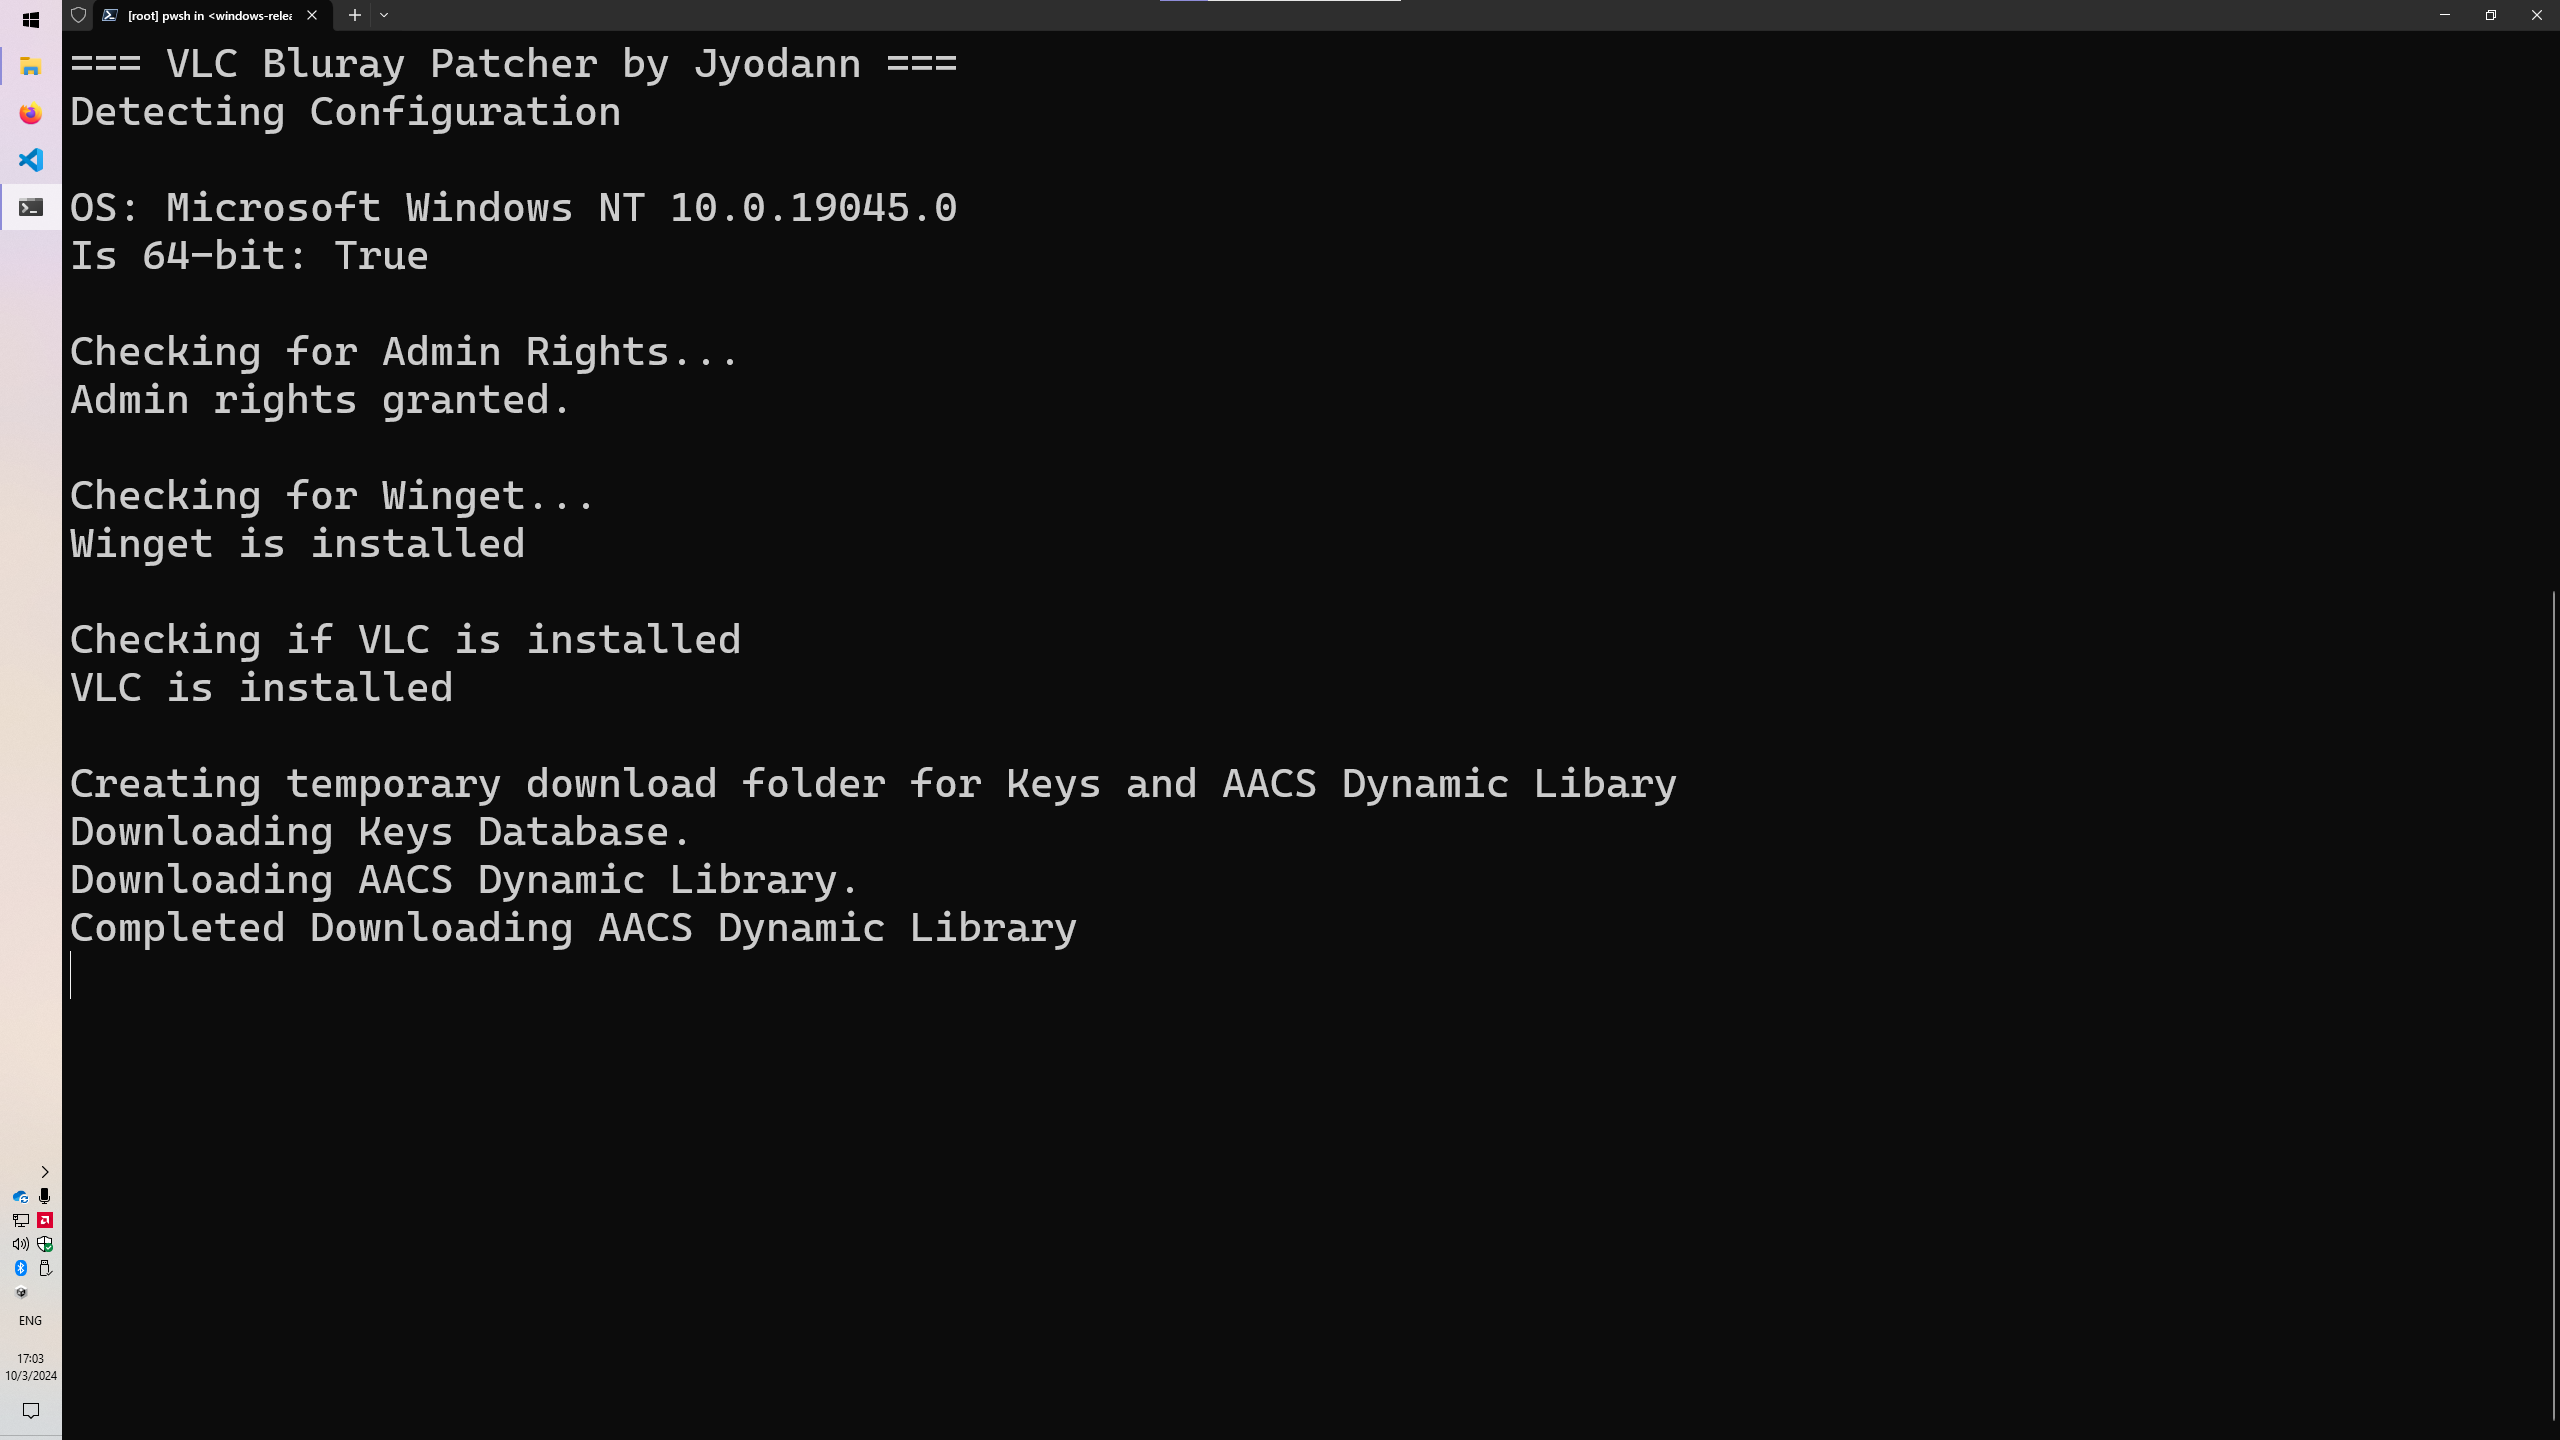 [root] pwsh in <windows-relea
=== VLC Bluray Patcher by Jyodann ===
Detecting Configuration
OS: Microsoft Windows NT 10.0.19045.0
Is 64-bit: True
Checking for Admin Rights...
Admin rights granted.
Checking for Winget...
Winget is installed
Checking if VLC is installed
VLC is installed
Creating temporary download folder for Keys and AACS Dynamic Libary
Downloading Keys Database.
Downloading AACS Dynamic Library.
Completed Downloading AACS Dynamic Library
ENG
17:03
10/3/2024